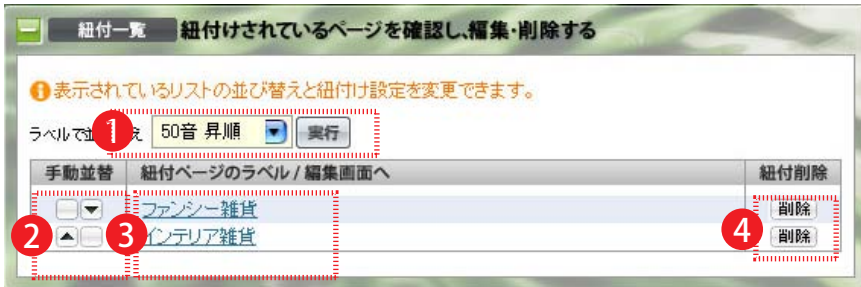 紐付一覧 紐付けされているページを確認し、編集・削除する
表示されているリストの並び替えと紐付け設定を変更できます。
ラベルで並 え 50音 昇順 実行
1
手動並替 紐付ページのラベル / 編集画面へ 紐付削除
ファンシー雑貨 削除
2 3 インテリア雑貨 4 削除